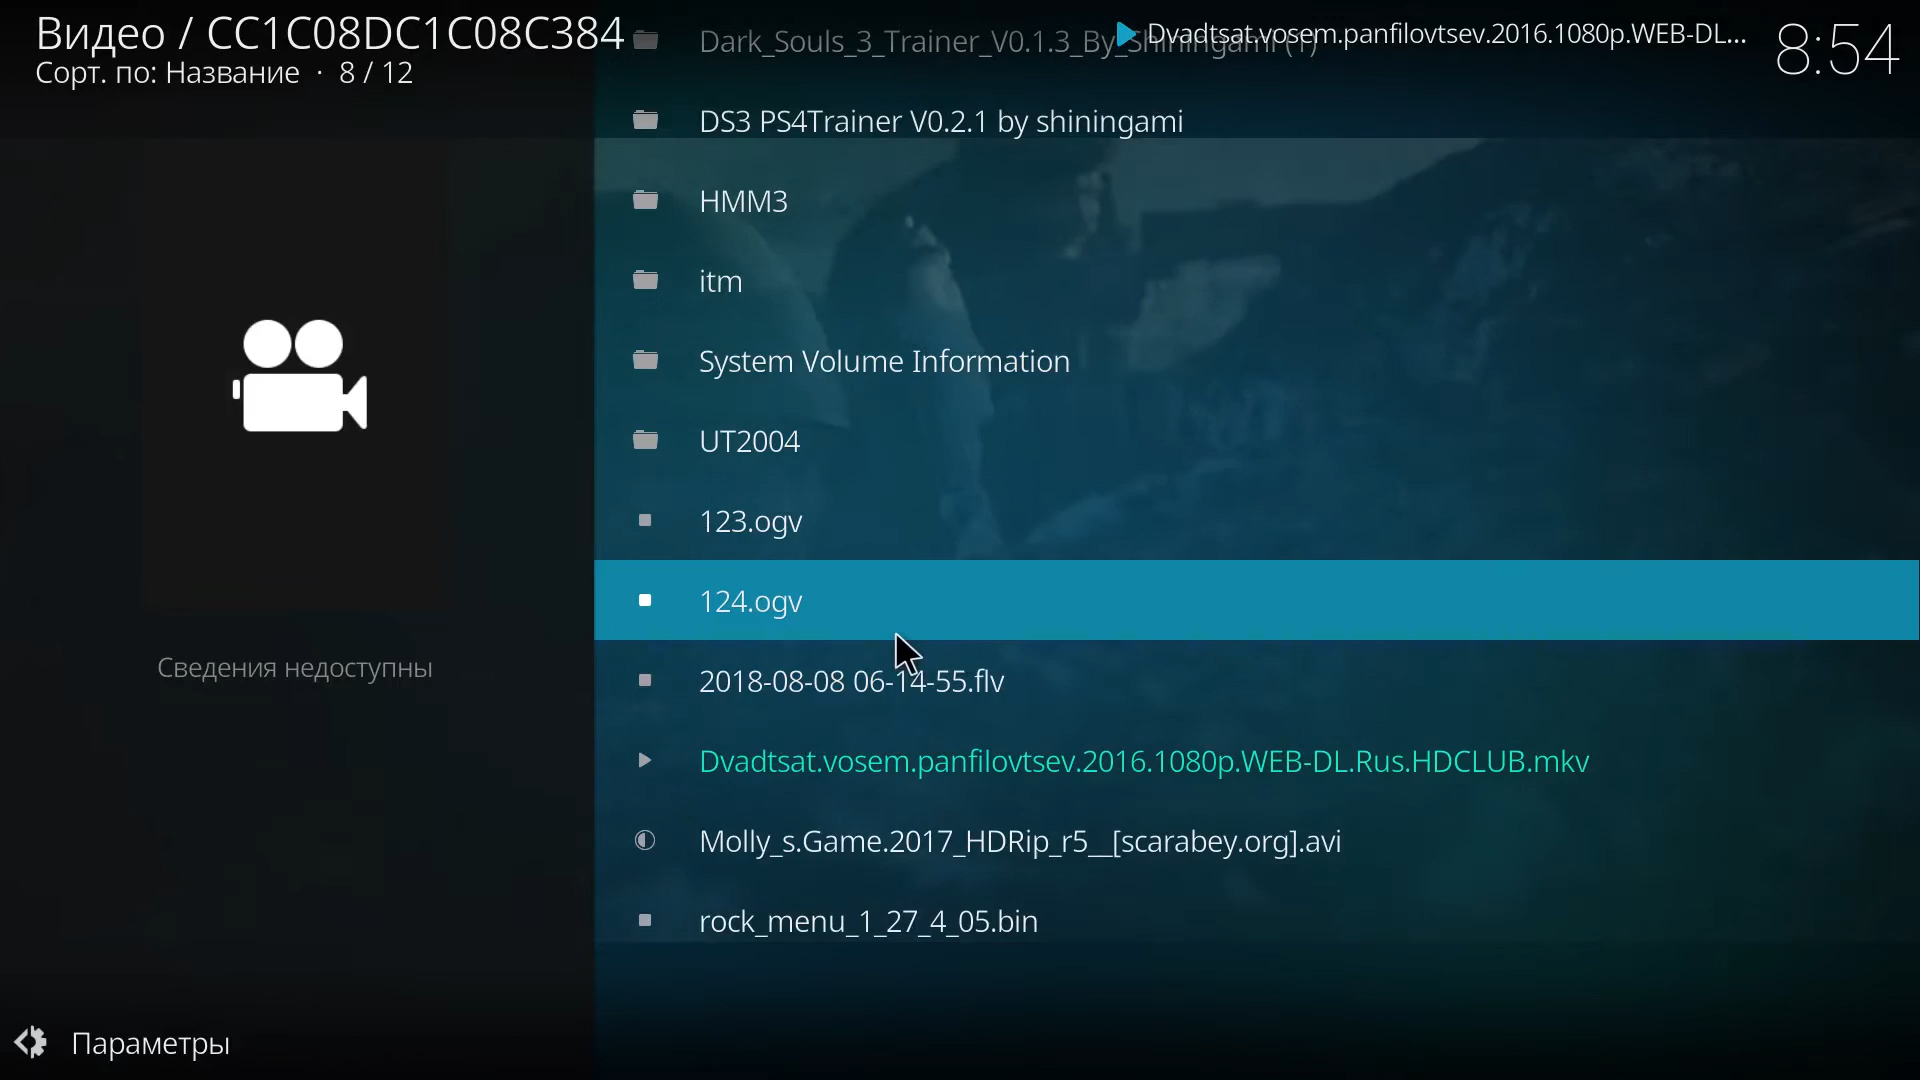 Видео / CC1C08DC1C08C384
Сорт. по: Название · 8 / 12
Dvadtsat.vosem.panfilovtsev.2016.1080p.WEB-DL...
8:54
Dark_Souls_3_Trainer_V0.1.3_By_Shiningami (1)
DS3 PS4Trainer V0.2.1 by shiningami
HMM3
itm
System Volume Information
UT2004
123.ogv
124.ogv
2018-08-08 06-14-55.flv
Dvadtsat.vosem.panfilovtsev.2016.1080p.WEB-DL.Rus.HDCLUB.mkv
Molly_s.Game.2017_HDRip_r5__[scarabey.org].avi
rock_menu_1_27_4_05.bin
Сведения недоступны
Параметры